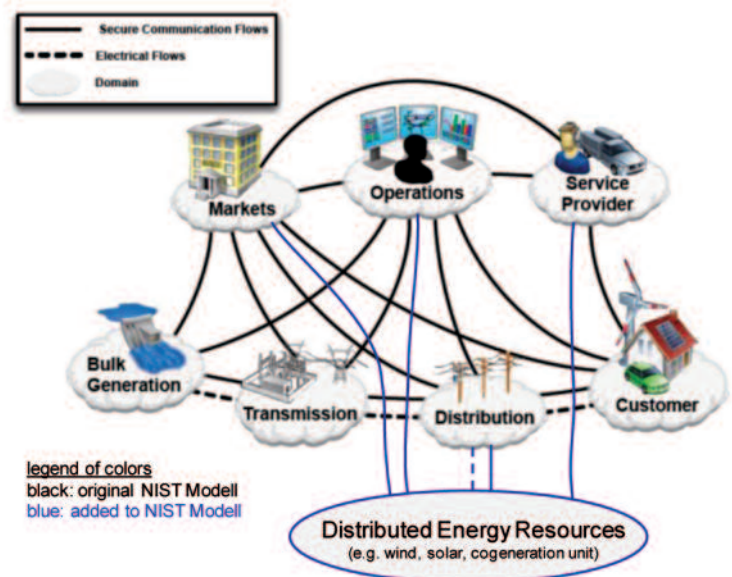 Secure Communication Flows
Electrical Flows
Domain
Markets
Operations
Service
Provider
Bulk
Generation
Transmission
Distribution
Customer
legend of colors
black: original NIST Modell
blue: added to NIST Modell
Distributed Energy Resources
(e.g. wind, solar, cogeneration unit)